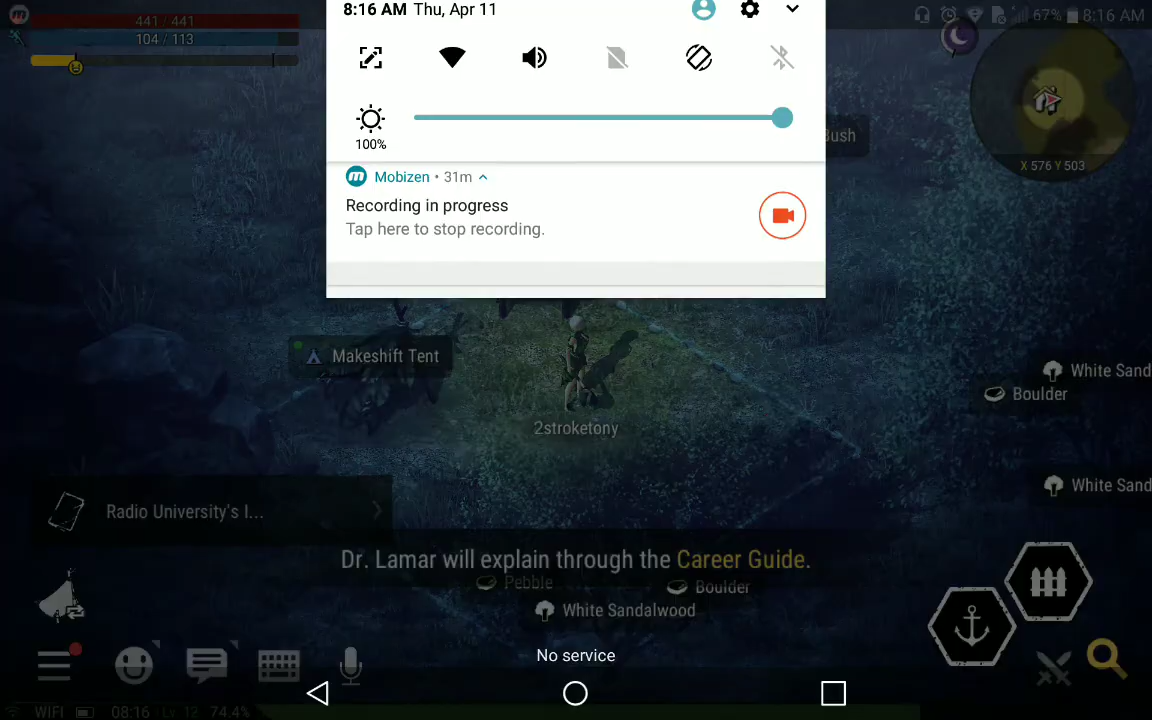 8:16 AM Thu, Apr 11
441 / 441
104 / 113
67% 8:16 AM
100%
Bush
X 576 Y 503
Mobizen • 31m
Recording in progress
Tap here to stop recording.
Makeshift Tent
White Sand
Boulder
2stroketony
White Sand
Radio University's I...
Dr. Lamar will explain through the Career Guide.
Pebble
Boulder
White Sandalwood
No service
WIFI 08:16 74.4%